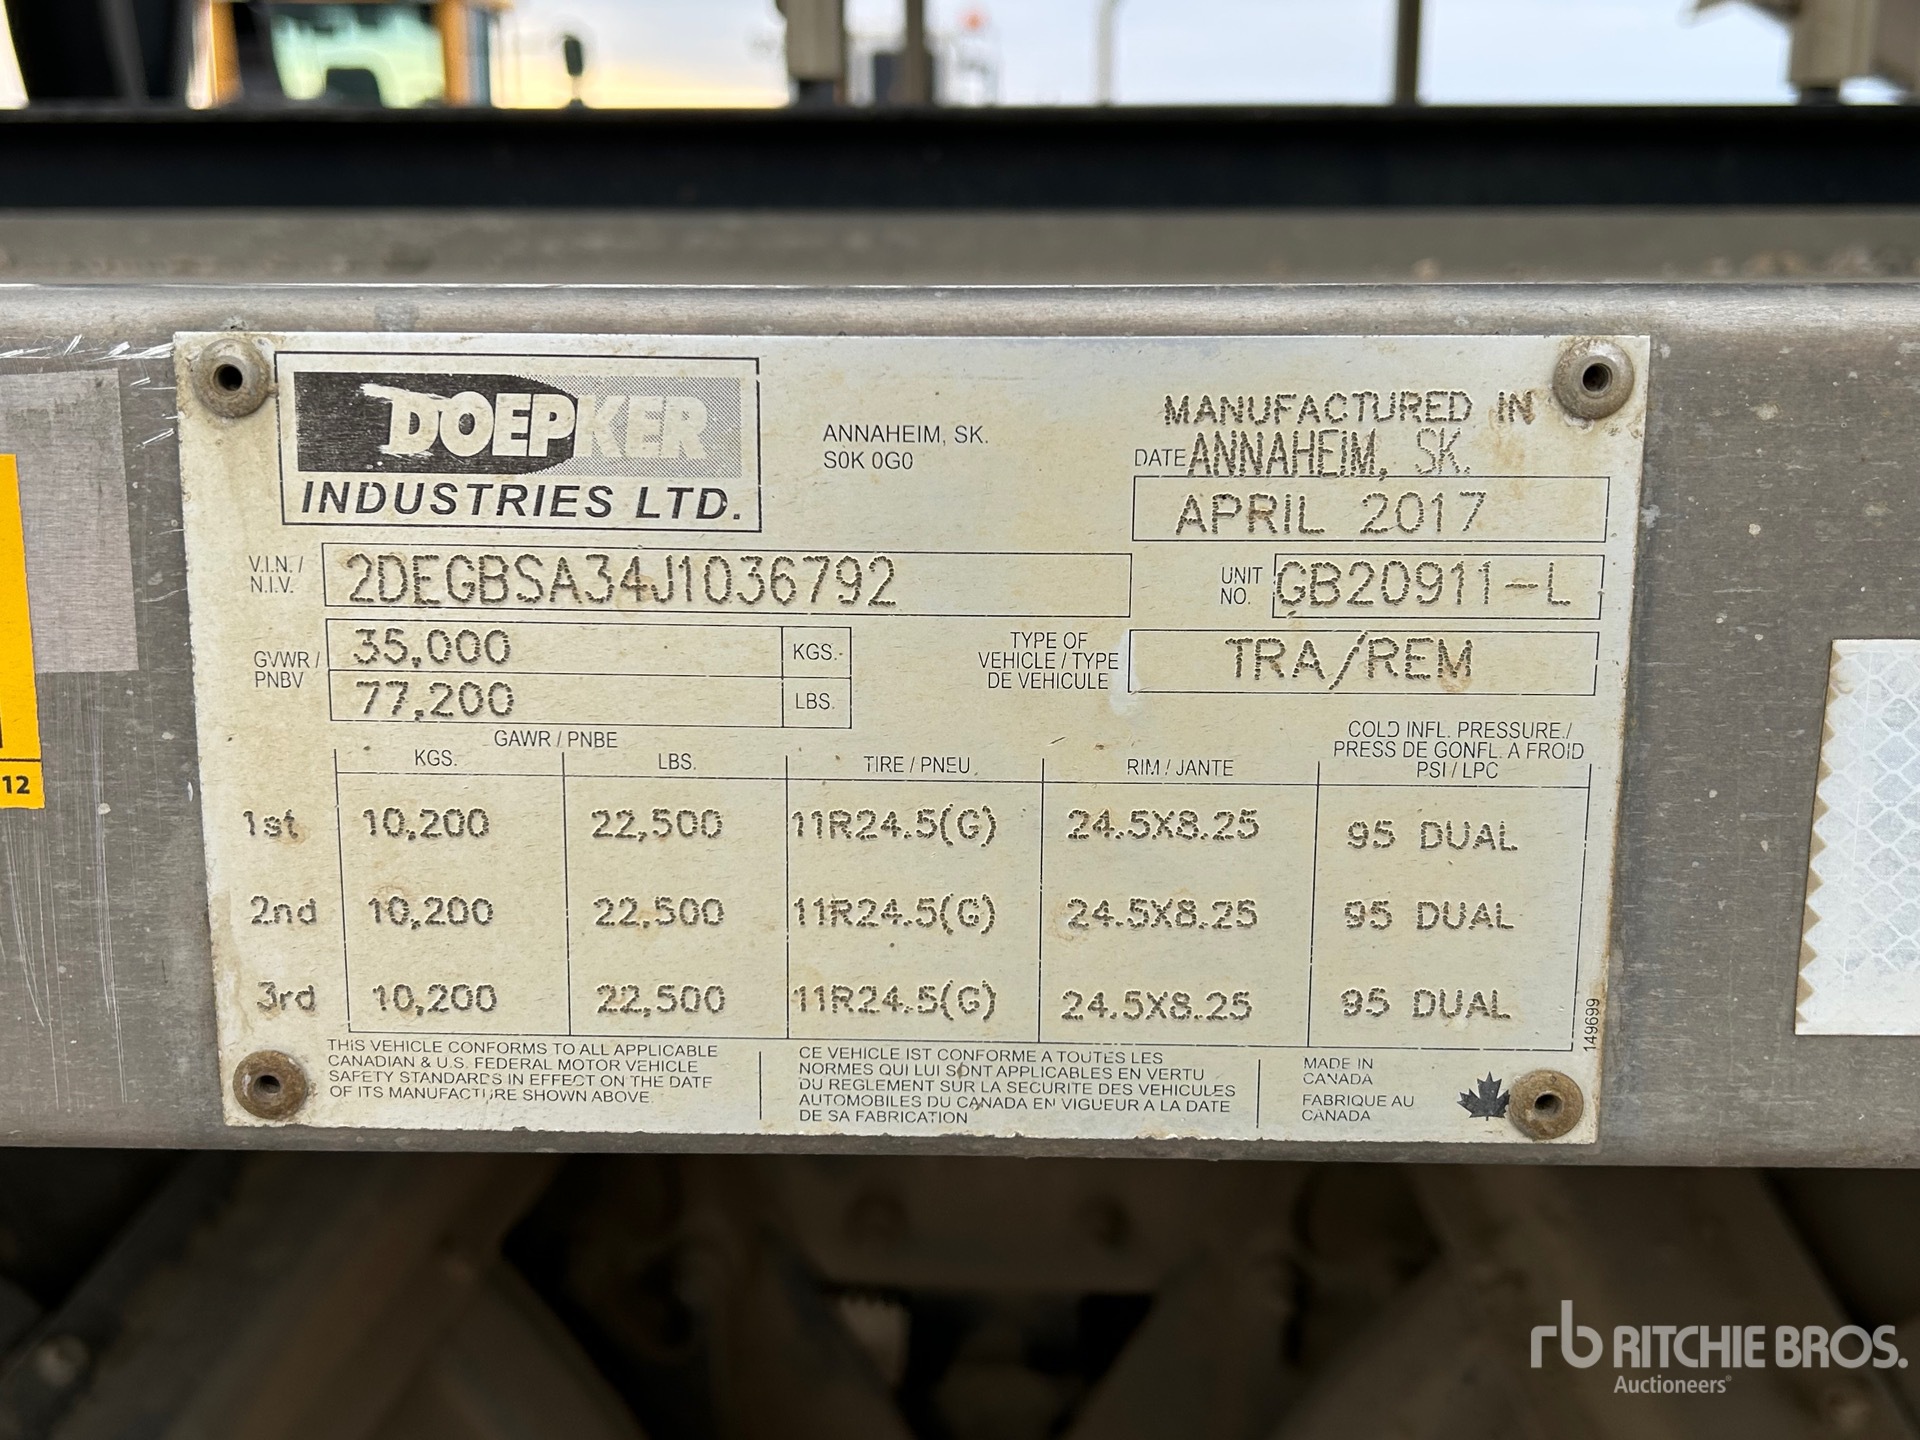 DOEPKER
INDUSTRIES LTD.
ANNAHEIM, SK.
S0K 0G0
MANUFACTURED IN
DATE ANNAHEIM, SK.
APRIL 2017
V.I.N. /
N.I.V.
2DEGBSA34J1036792
UNIT
NO.
GB20911-L
GVWR /
PNBV
35,000 KGS.
77,200 LBS.
TYPE OF
VEHICLE / TYPE
DE VEHICULE
TRA/REM
GAWR / PNBE
COLD INFL. PRESSURE /
PRESS DE GONFL. A FROID
PSI / LPC
KGS. LBS. TIRE / PNEU RIM / JANTE
1st 10,200 22,500 11R24.5(G) 24.5X8.25 95 DUAL
2nd 10,200 22,500 11R24.5(G) 24.5X8.25 95 DUAL
3rd 10,200 22,500 11R24.5(G) 24.5X8.25 95 DUAL
149699
THIS VEHICLE CONFORMS TO ALL APPLICABLE
CANADIAN & U.S. FEDERAL MOTOR VEHICLE
SAFETY STANDARDS IN EFFECT ON THE DATE
OF ITS MANUFACTURE SHOWN ABOVE.
CE VEHICLE IST CONFORME A TOUTES LES
NORMES QUI LUI SONT APPLICABLES EN VERTU
DU REGLEMENT SUR LA SECURITE DES VEHICULES
AUTOMOBILES DU CANADA EN VIGUEUR A LA DATE
DE SA FABRICATION
MADE IN
CANADA
FABRIQUE AU
CANADA
12
rb RITCHIE BROS.
Auctioneers